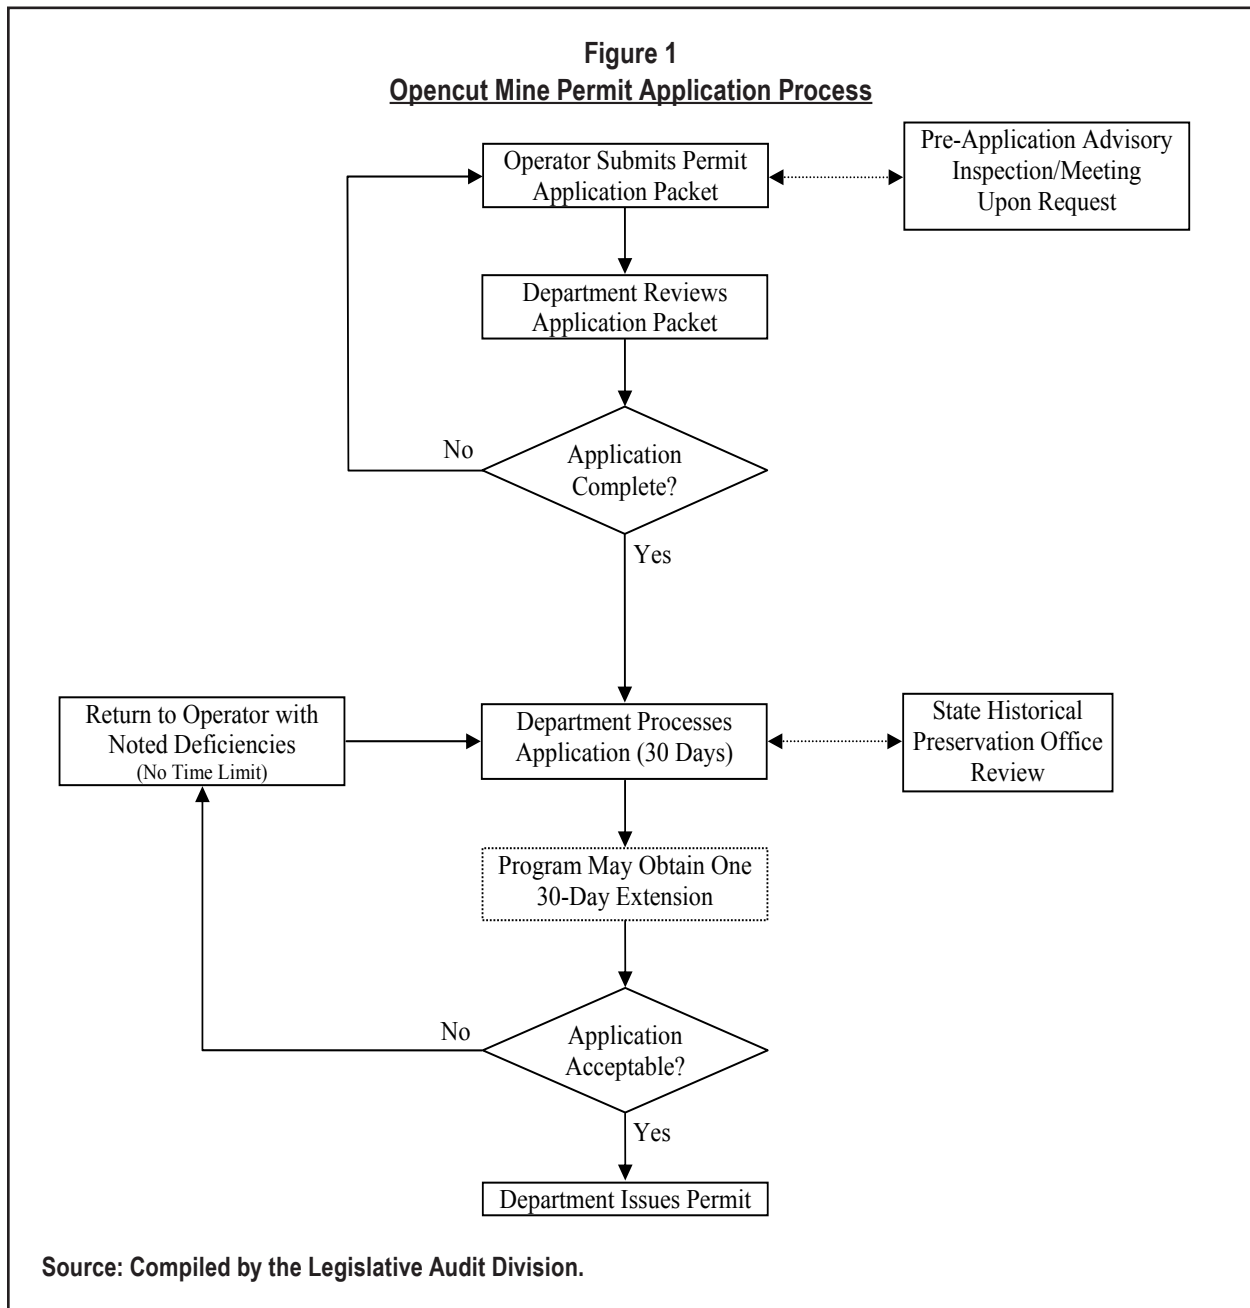 Figure 1
Opencut Mine Permit Application Process
Operator Submits Permit
Application Packet
Pre-Application Advisory
Inspection/Meeting
Upon Request
Department Reviews
Application Packet
No
Application
Complete?
Yes
Return to Operator with
Noted Deficiencies
(No Time Limit)
Department Processes
Application (30 Days)
State Historical
Preservation Office
Review
Program May Obtain One
30-Day Extension
No
Application
Acceptable?
Yes
Department Issues Permit
Source: Compiled by the Legislative Audit Division.